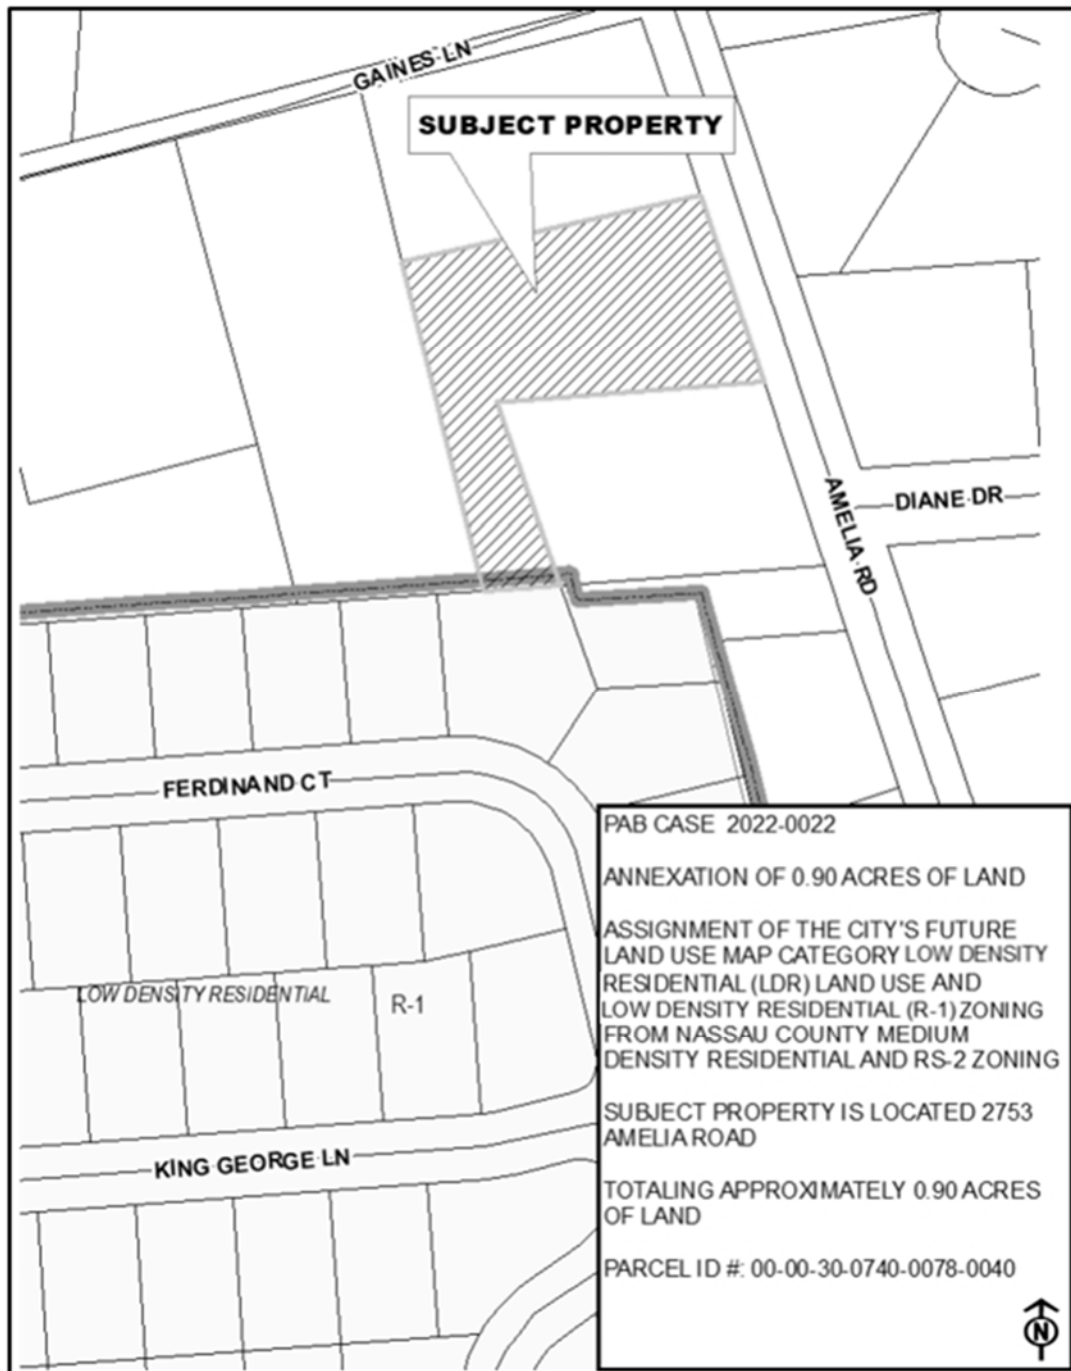 GAINES LN
SUBJECT PROPERTY
AMELIA RD
DIANE DR
FERDINAND CT
LOW DENSITY RESIDENTIAL
R-1
KING GEORGE LN
PAB CASE 2022-0022
ANNEXATION OF 0.90 ACRES OF LAND
ASSIGNMENT OF THE CITY'S FUTURE
LAND USE MAP CATEGORY LOW DENSITY
RESIDENTIAL (LDR) LAND USE AND
LOW DENSITY RESIDENTIAL (R-1) ZONING
FROM NASSAU COUNTY MEDIUM
DENSITY RESIDENTIAL AND RS-2 ZONING
SUBJECT PROPERTY IS LOCATED 2753
AMELIA ROAD
TOTALING APPROXIMATELY 0.90 ACRES
OF LAND
PARCEL ID #: 00-00-30-0740-0078-0040
N